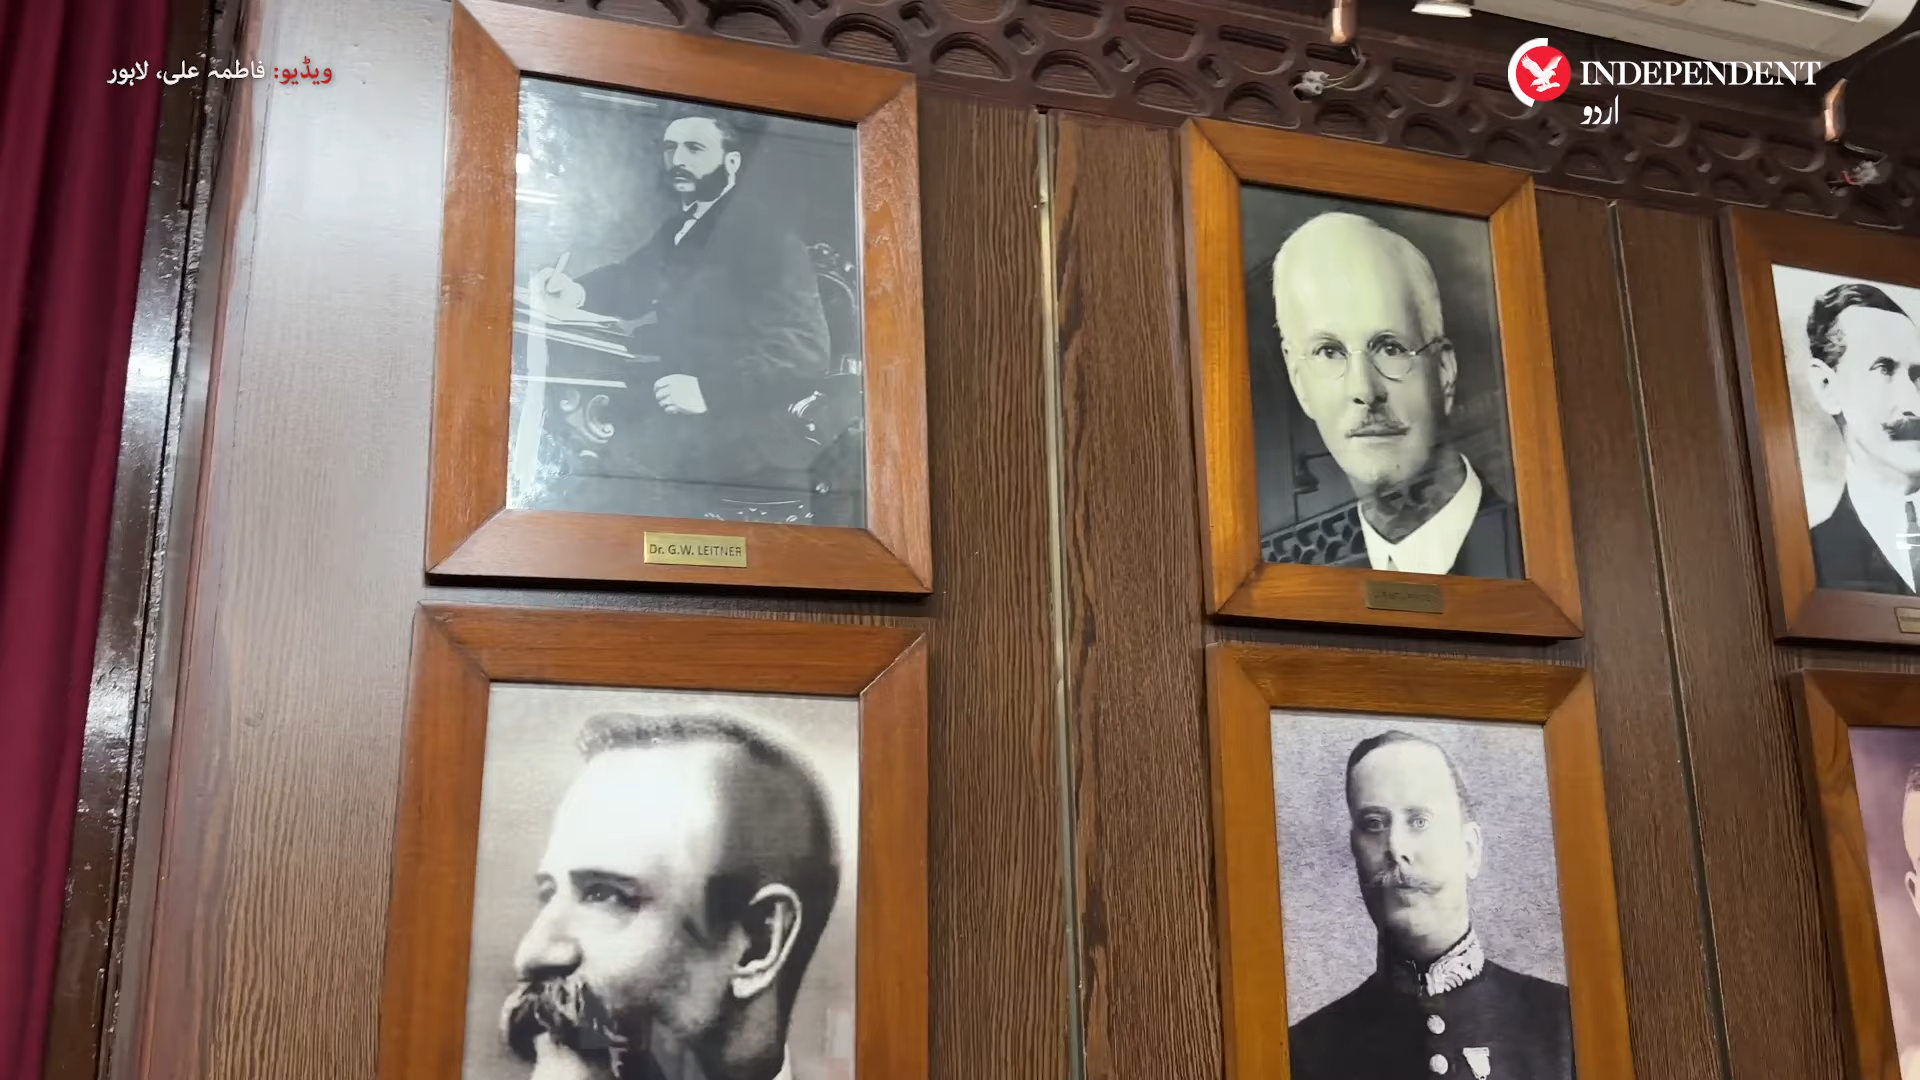 ویڈیو: فاطمہ علی، لاہور
INDEPENDENT
اردو
Dr. G.W. LEITNER